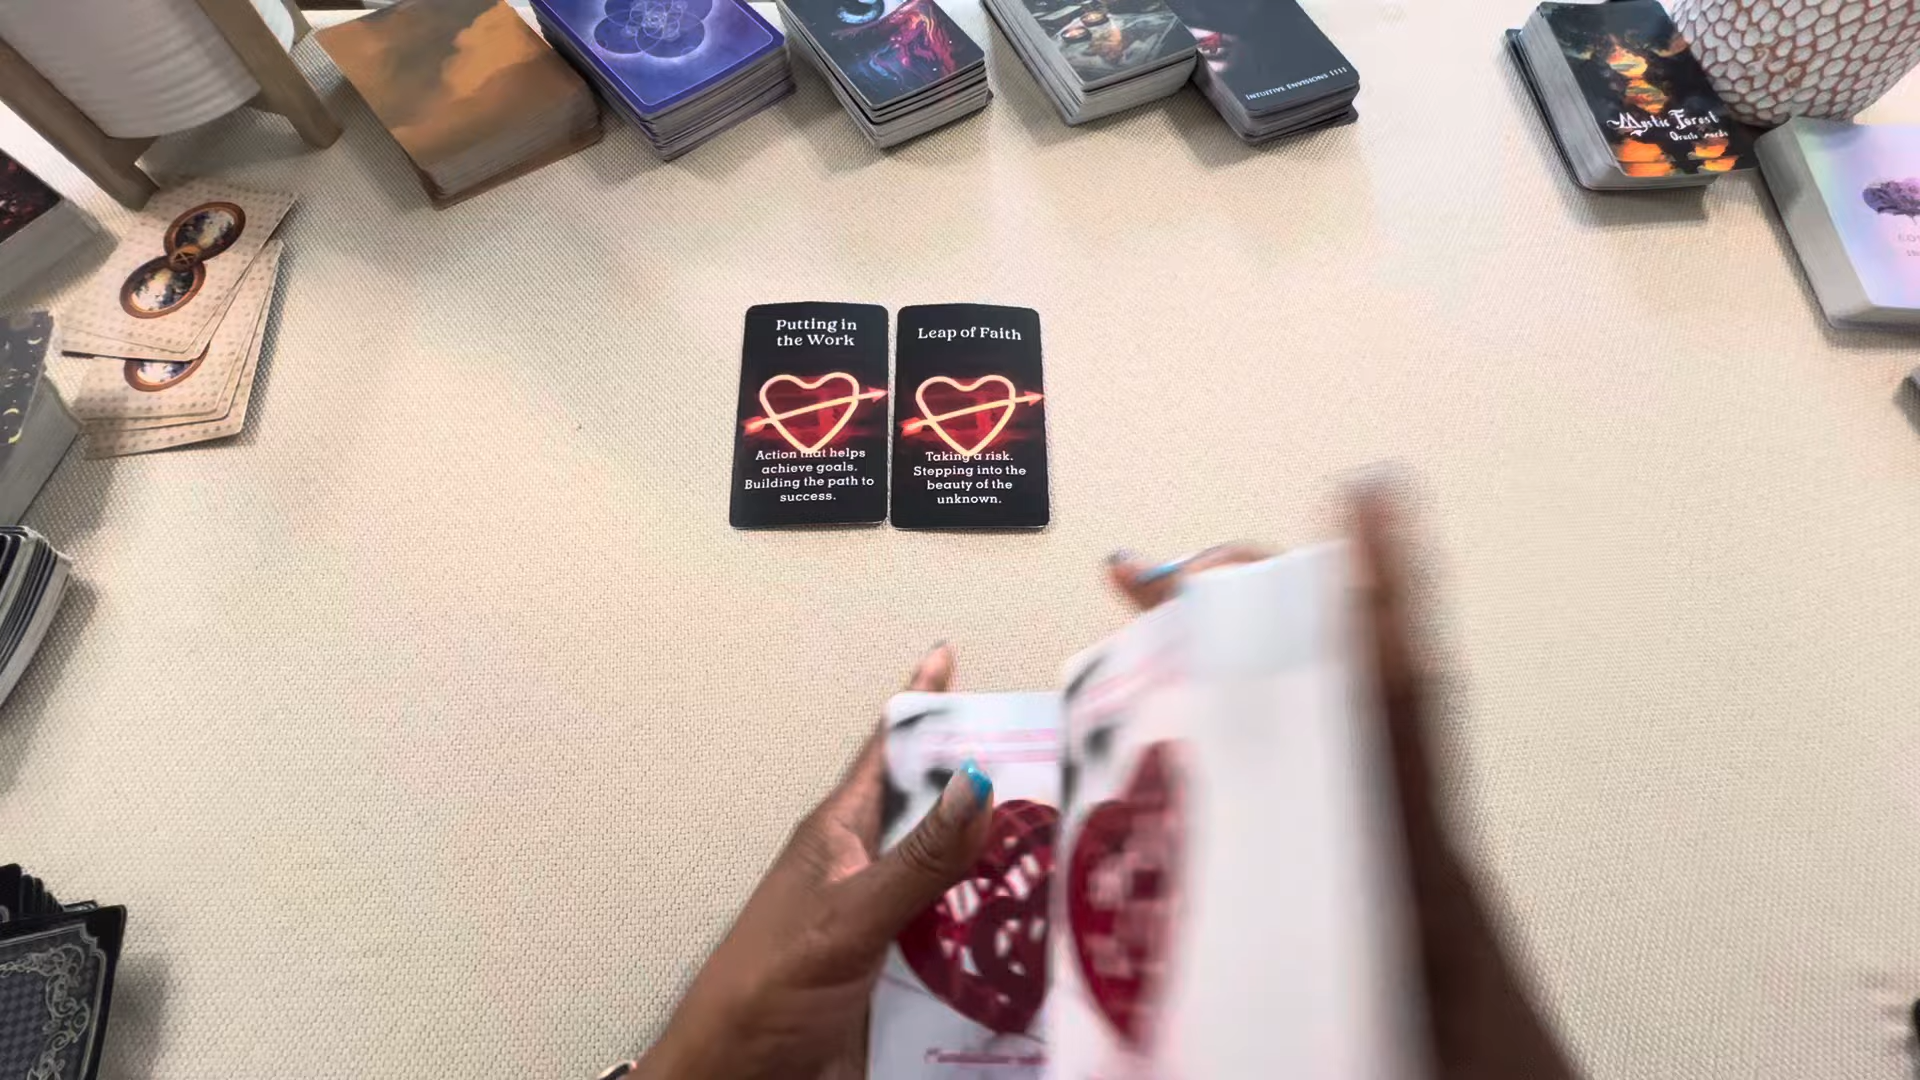 INTUITIVE ENVISIONS 1111
Mystic Forest
Oracle cards
Putting in
the Work
Action that helps
achieve goals.
Building the path to
success.
Leap of Faith
Taking a risk.
Stepping into the
beauty of the
unknown.